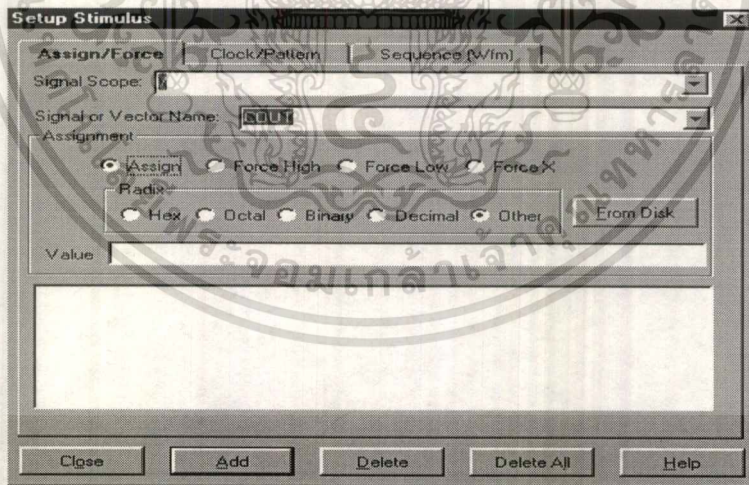 Setup Stimulus
Assign/Force Clock/Pattern Sequence (W/fm)
Signal Scope: /
Signal or Vector Name: COUT
Assignment
Assign Force High Force Low Force X
Radix
Hex Octal Binary Decimal Other From Disk
Value
Close Add Delete Delete All Help